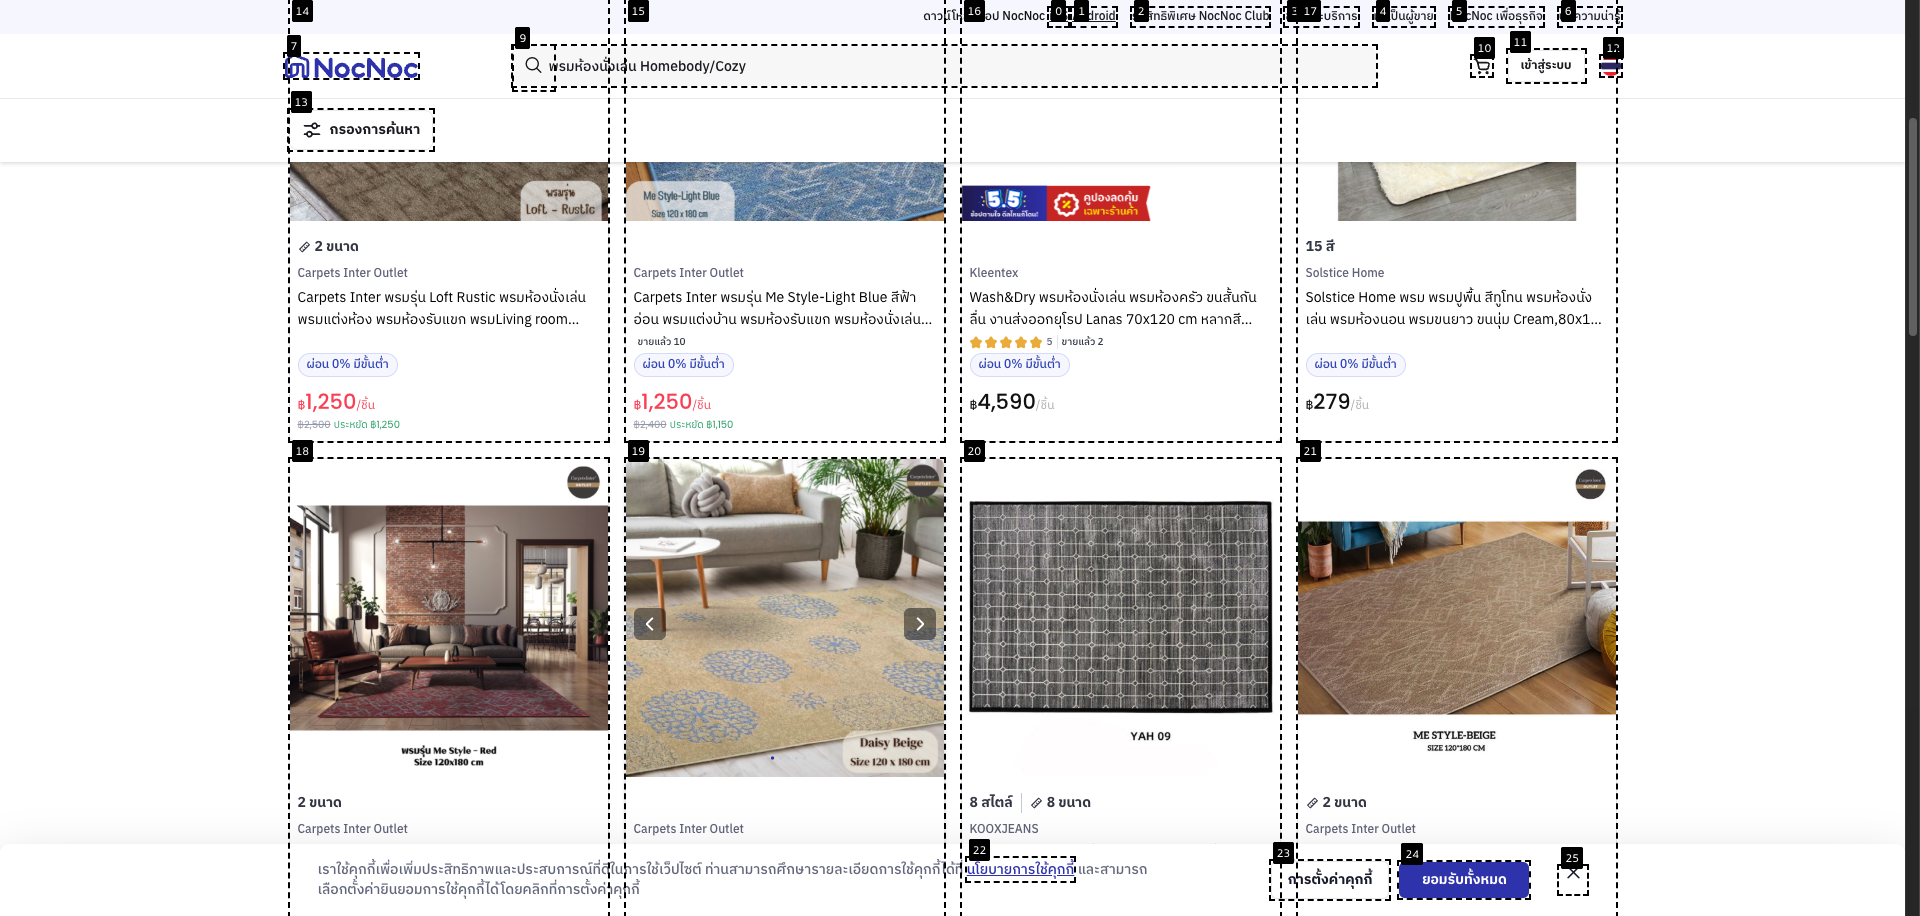 ดาวน์โห
อป NocNoc
droid
สิทธิพิเศษ NocNoc Club
บริการ
เป็นผู้ขาย
cNoc เพื่อธุรกิจ
ความน่ารู้
NocNoc
พรมห้องนั่งเล่น Homebody/Cozy
เข้าสู่ระบบ
กรองการค้นหา
พรมรุ่น
Loft - Rustic
Me Style-Light Blue
Size 120 x 180 cm
5.5
ช้อปตามใจ ดีลไหนก็โดน!
คูปองลดคุ้ม
เฉพาะร้านค้า
2 ขนาด
15 สี
Carpets Inter Outlet
Carpets Inter Outlet
Kleentex
Solstice Home
Carpets Inter พรมรุ่น Loft Rustic พรมห้องนั่งเล่น
พรมแต่งห้อง พรมห้องรับแขก พรมLiving room...
Carpets Inter พรมรุ่น Me Style-Light Blue สีฟ้า
อ่อน พรมแต่งบ้าน พรมห้องรับแขก พรมห้องนั่งเล่น...
Wash&Dry พรมห้องนั่งเล่น พรมห้องครัว ขนสั้นกัน
ลื่น งานส่งออกยุโรป Lanas 70x120 cm หลากสี...
Solstice Home พรม พรมปูพื้น สีทูโทน พรมห้องนั่ง
เล่น พรมห้องนอน พรมขนยาว ขนนุ่ม Cream,80x1...
ขายแล้ว 10
5 ขายแล้ว 2
ผ่อน 0% มีขั้นต่ำ
ผ่อน 0% มีขั้นต่ำ
ผ่อน 0% มีขั้นต่ำ
ผ่อน 0% มีขั้นต่ำ
฿1,250/ชิ้น
฿1,250/ชิ้น
฿4,590/ชิ้น
฿279/ชิ้น
฿2,500 ประหยัด ฿1,250
฿2,400 ประหยัด ฿1,150
พรมรุ่น Me Style - Red
Size 120x180 cm
Daisy Beige
Size 120 x 180 cm
YAH 09
ME STYLE-BEIGE
SIZE 120*180 CM
2 ขนาด
8 สไตล์ 8 ขนาด
2 ขนาด
Carpets Inter Outlet
Carpets Inter Outlet
KOOXJEANS
Carpets Inter Outlet
เราใช้คุกกี้เพื่อเพิ่มประสิทธิภาพและประสบการณ์ที่ดีในการใช้เว็ปไซต์ ท่านสามารถศึกษารายละเอียดการใช้คุกกี้ได้ที่ นโยบายการใช้คุกกี้ และสามารถ
เลือกตั้งค่ายินยอมการใช้คุกกี้ได้โดยคลิกที่การตั้งค่าคุกกี้
การตั้งค่าคุกกี้
ยอมรับทั้งหมด
0
1
2
3
17
4
5
6
7
9
10
11
12
13
14
15
16
18
19
20
21
22
23
24
25